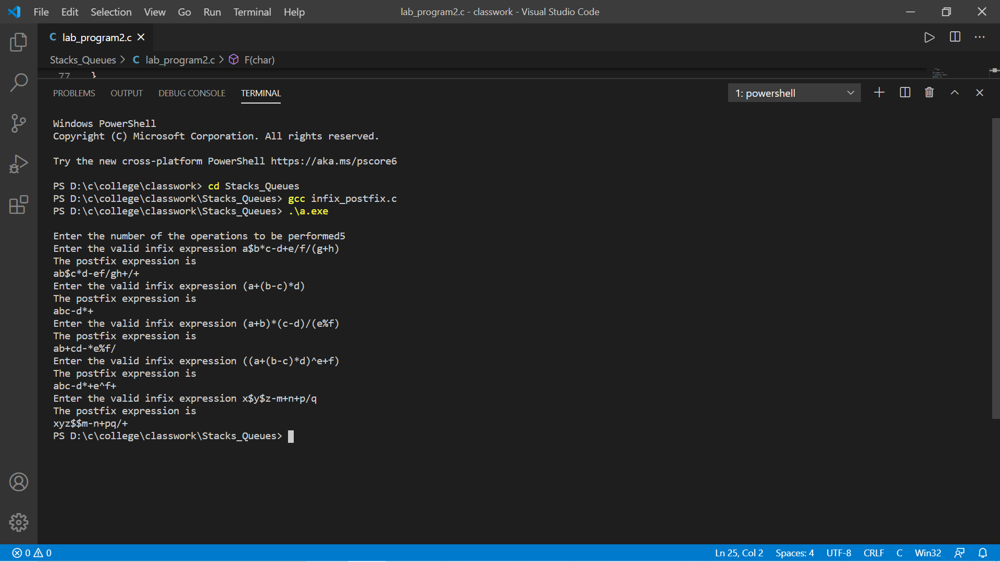 File Edit Selection View Go Run Terminal Help lab_program2.c - classwork - Visual Studio Code
C lab_program2.c
Stacks_Queues > C lab_program2.c > F(char)
77 }
PROBLEMS OUTPUT DEBUG CONSOLE TERMINAL 1: powershell
Windows PowerShell
Copyright (C) Microsoft Corporation. All rights reserved.
Try the new cross-platform PowerShell https://aka.ms/pscore6
PS D:\c\college\classwork> cd Stacks_Queues
PS D:\c\college\classwork\Stacks_Queues> gcc infix_postfix.c
PS D:\c\college\classwork\Stacks_Queues> .\a.exe
Enter the number of the operations to be performed5
Enter the valid infix expression a$b*c-d+e/f/(g+h)
The postfix expression is
ab$c*d-ef/gh+/+
Enter the valid infix expression (a+(b-c)*d)
The postfix expression is
abc-d*+
Enter the valid infix expression (a+b)*(c-d)/(e%f)
The postfix expression is
ab+cd-*e%f/
Enter the valid infix expression ((a+(b-c)*d)^e+f)
The postfix expression is
abc-d*+e^f+
Enter the valid infix expression x$y$z-m+n+p/q
The postfix expression is
xyz$$m-n+pq/+
PS D:\c\college\classwork\Stacks_Queues>
0 0 Ln 25, Col 2 Spaces: 4 UTF-8 CRLF C Win32